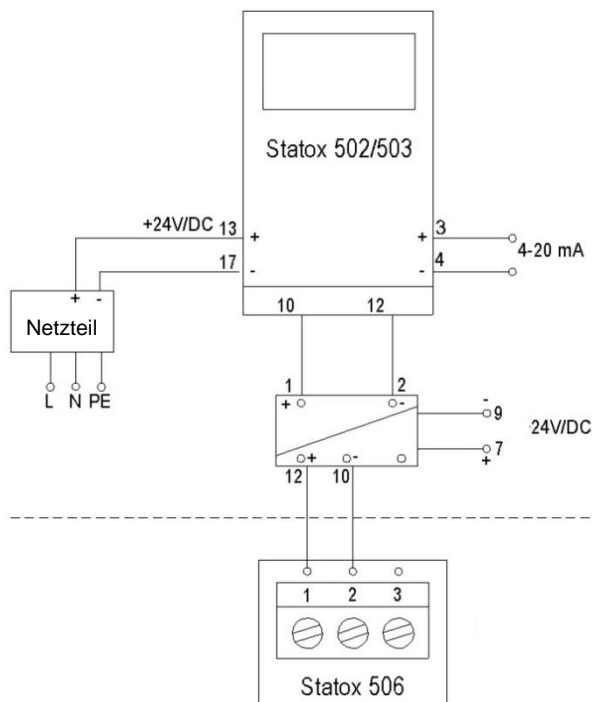 Statox 502/503
+24V/DC 13 + + 3
17 - - 4
4-20 mA
+ -
Netzteil
10 12
L N PE
1 2
+ -
- 9
24V/DC
7 +
+ -
12 10
1 2 3
Statox 506